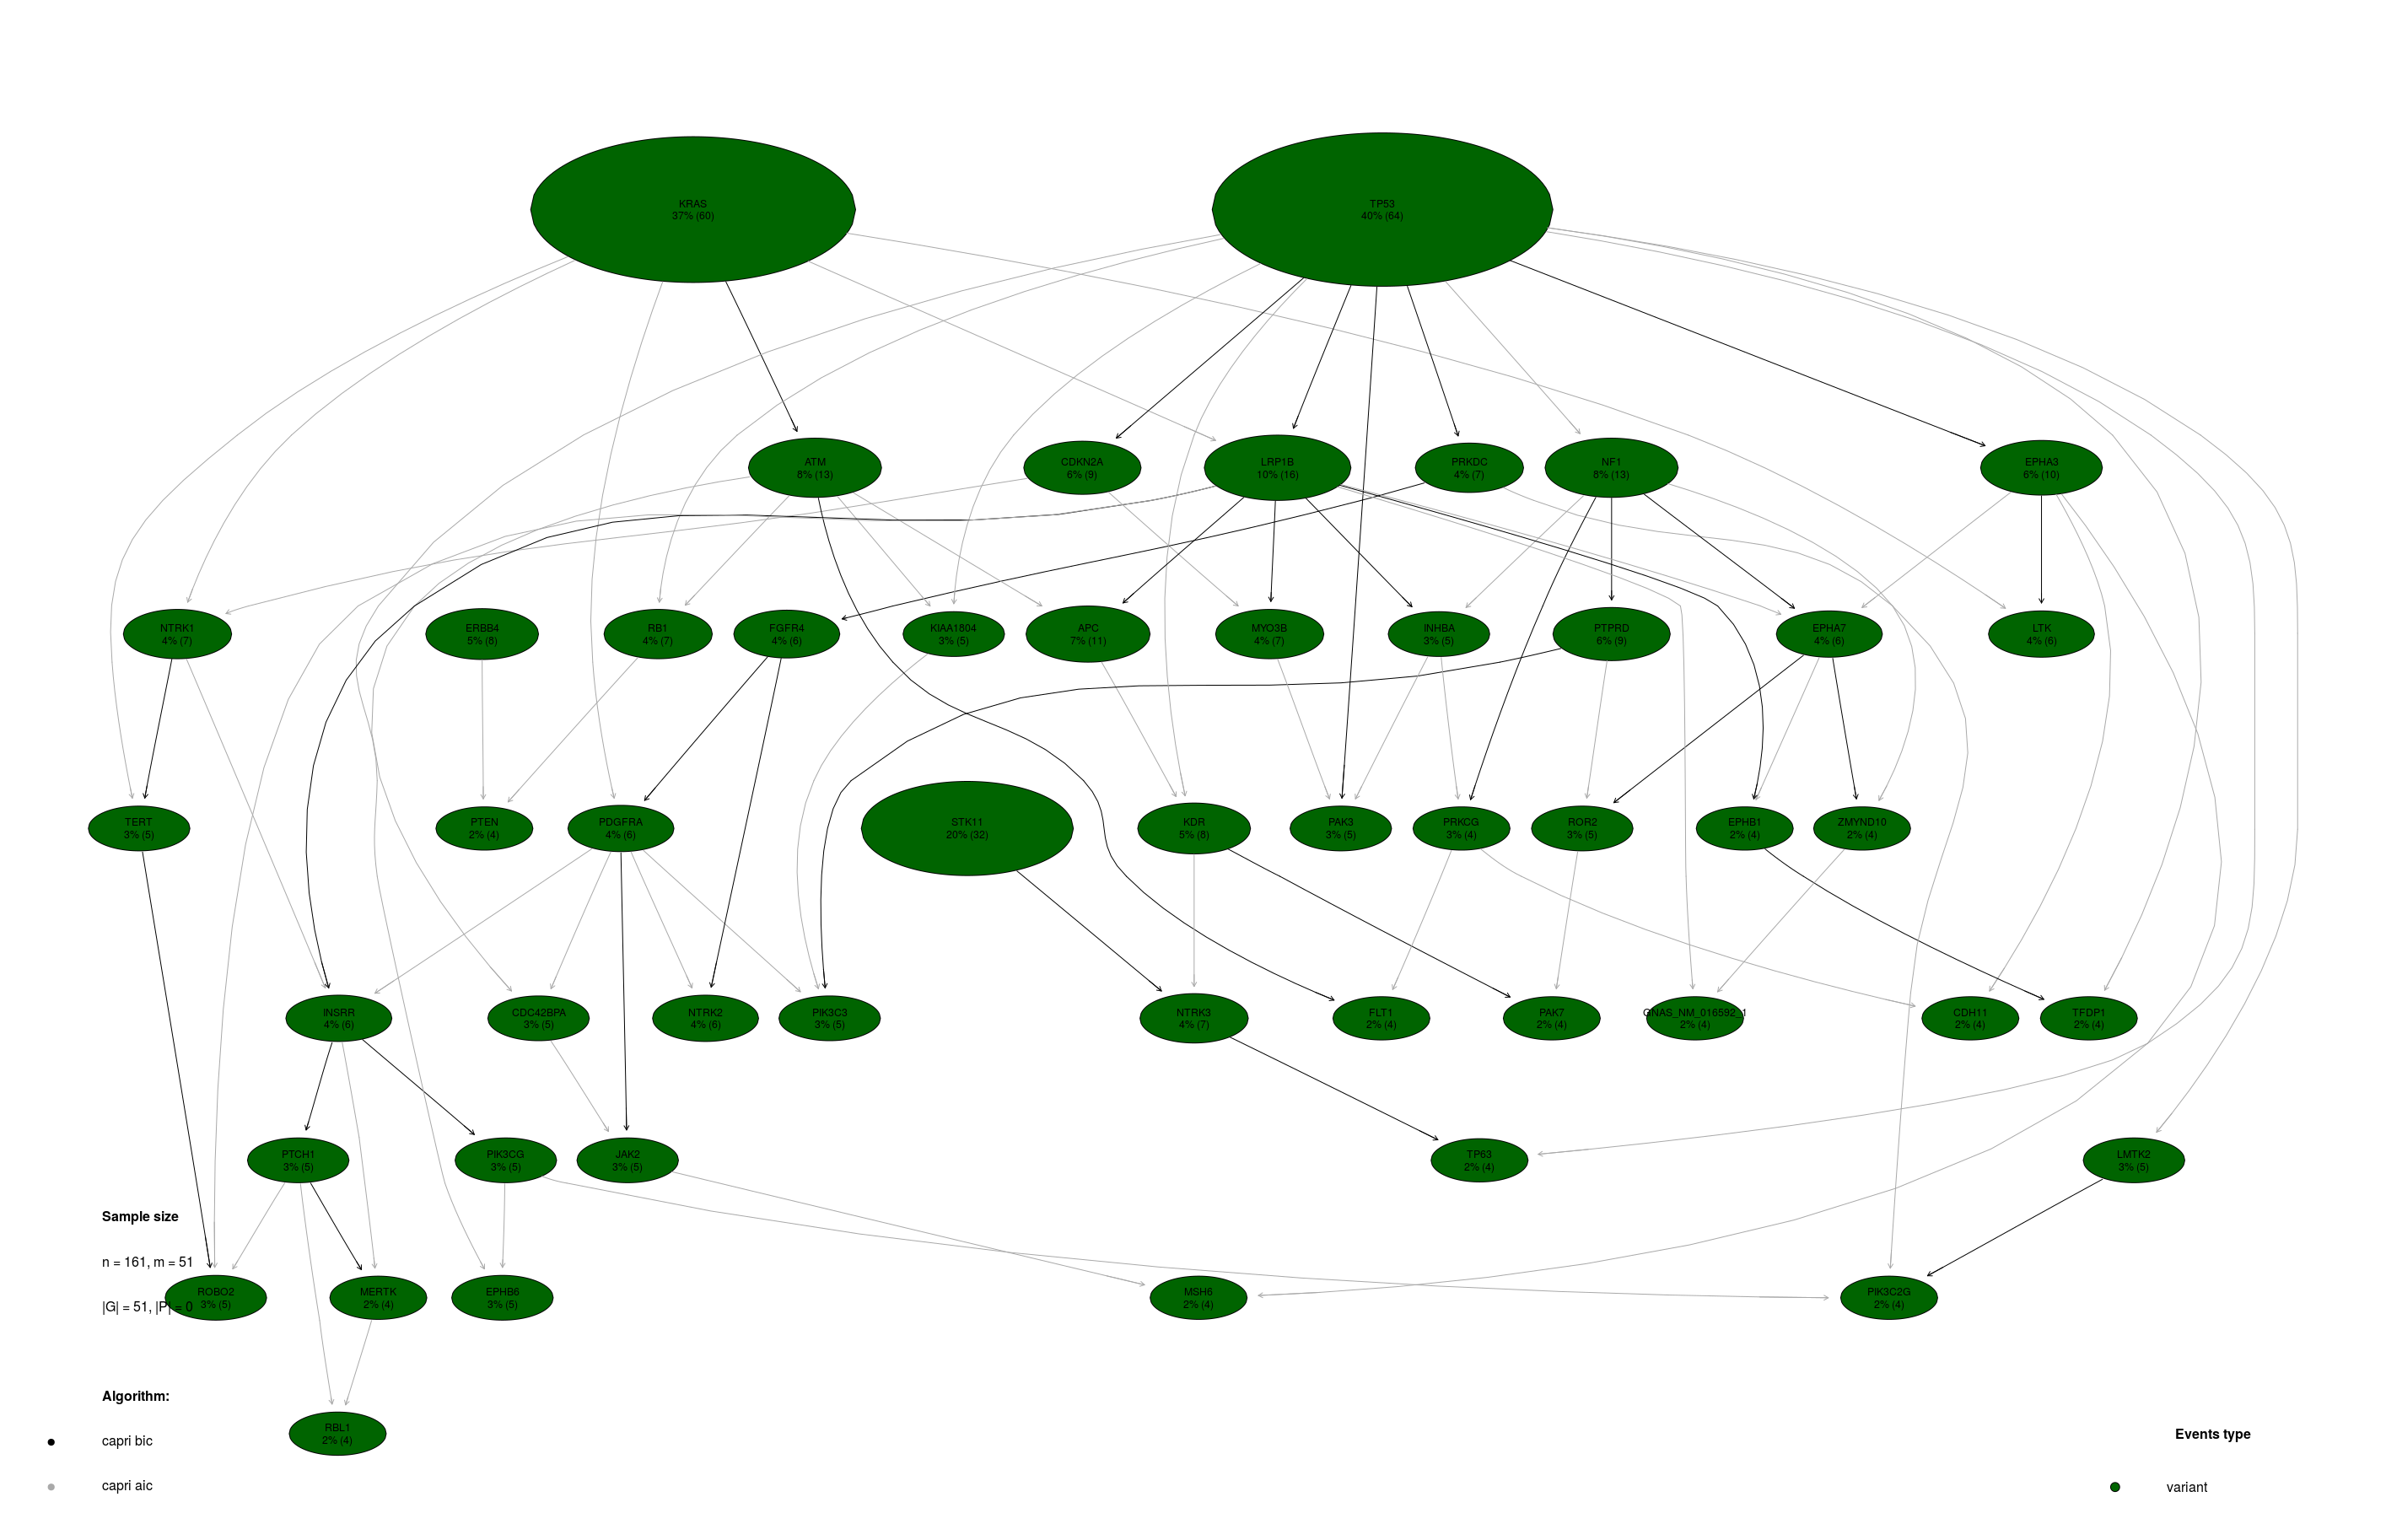 KRAS
37% (60)
TP53
40% (64)
ATM
8% (13)
CDKN2A
6% (9)
LRP1B
10% (16)
PRKDC
4% (7)
NF1
8% (13)
EPHA3
6% (10)
NTRK1
4% (7)
ERBB4
5% (8)
RB1
4% (7)
FGFR4
4% (6)
KIAA1804
3% (5)
APC
7% (11)
MYO3B
4% (7)
INHBA
3% (5)
PTPRD
6% (9)
EPHA7
4% (6)
LTK
4% (6)
TERT
3% (5)
PTEN
2% (4)
PDGFRA
4% (6)
STK11
20% (32)
KDR
5% (8)
PAK3
3% (5)
PRKCG
3% (4)
ROR2
3% (5)
EPHB1
2% (4)
ZMYND10
2% (4)
INSRR
4% (6)
CDC42BPA
3% (5)
NTRK2
4% (6)
PIK3C3
3% (5)
NTRK3
4% (7)
FLT1
2% (4)
PAK7
2% (4)
GNAS_NM_016592_1
2% (4)
CDH11
2% (4)
TFDP1
2% (4)
PTCH1
3% (5)
PIK3CG
3% (5)
JAK2
3% (5)
TP63
2% (4)
LMTK2
3% (5)
Sample size
n = 161, m = 51
|G| = 51, |P| = 0
ROBO2
3% (5)
MERTK
2% (4)
EPHB6
3% (5)
MSH6
2% (4)
PIK3C2G
2% (4)
Algorithm:
RBL1
2% (4)
capri bic
capri aic
Events type
variant